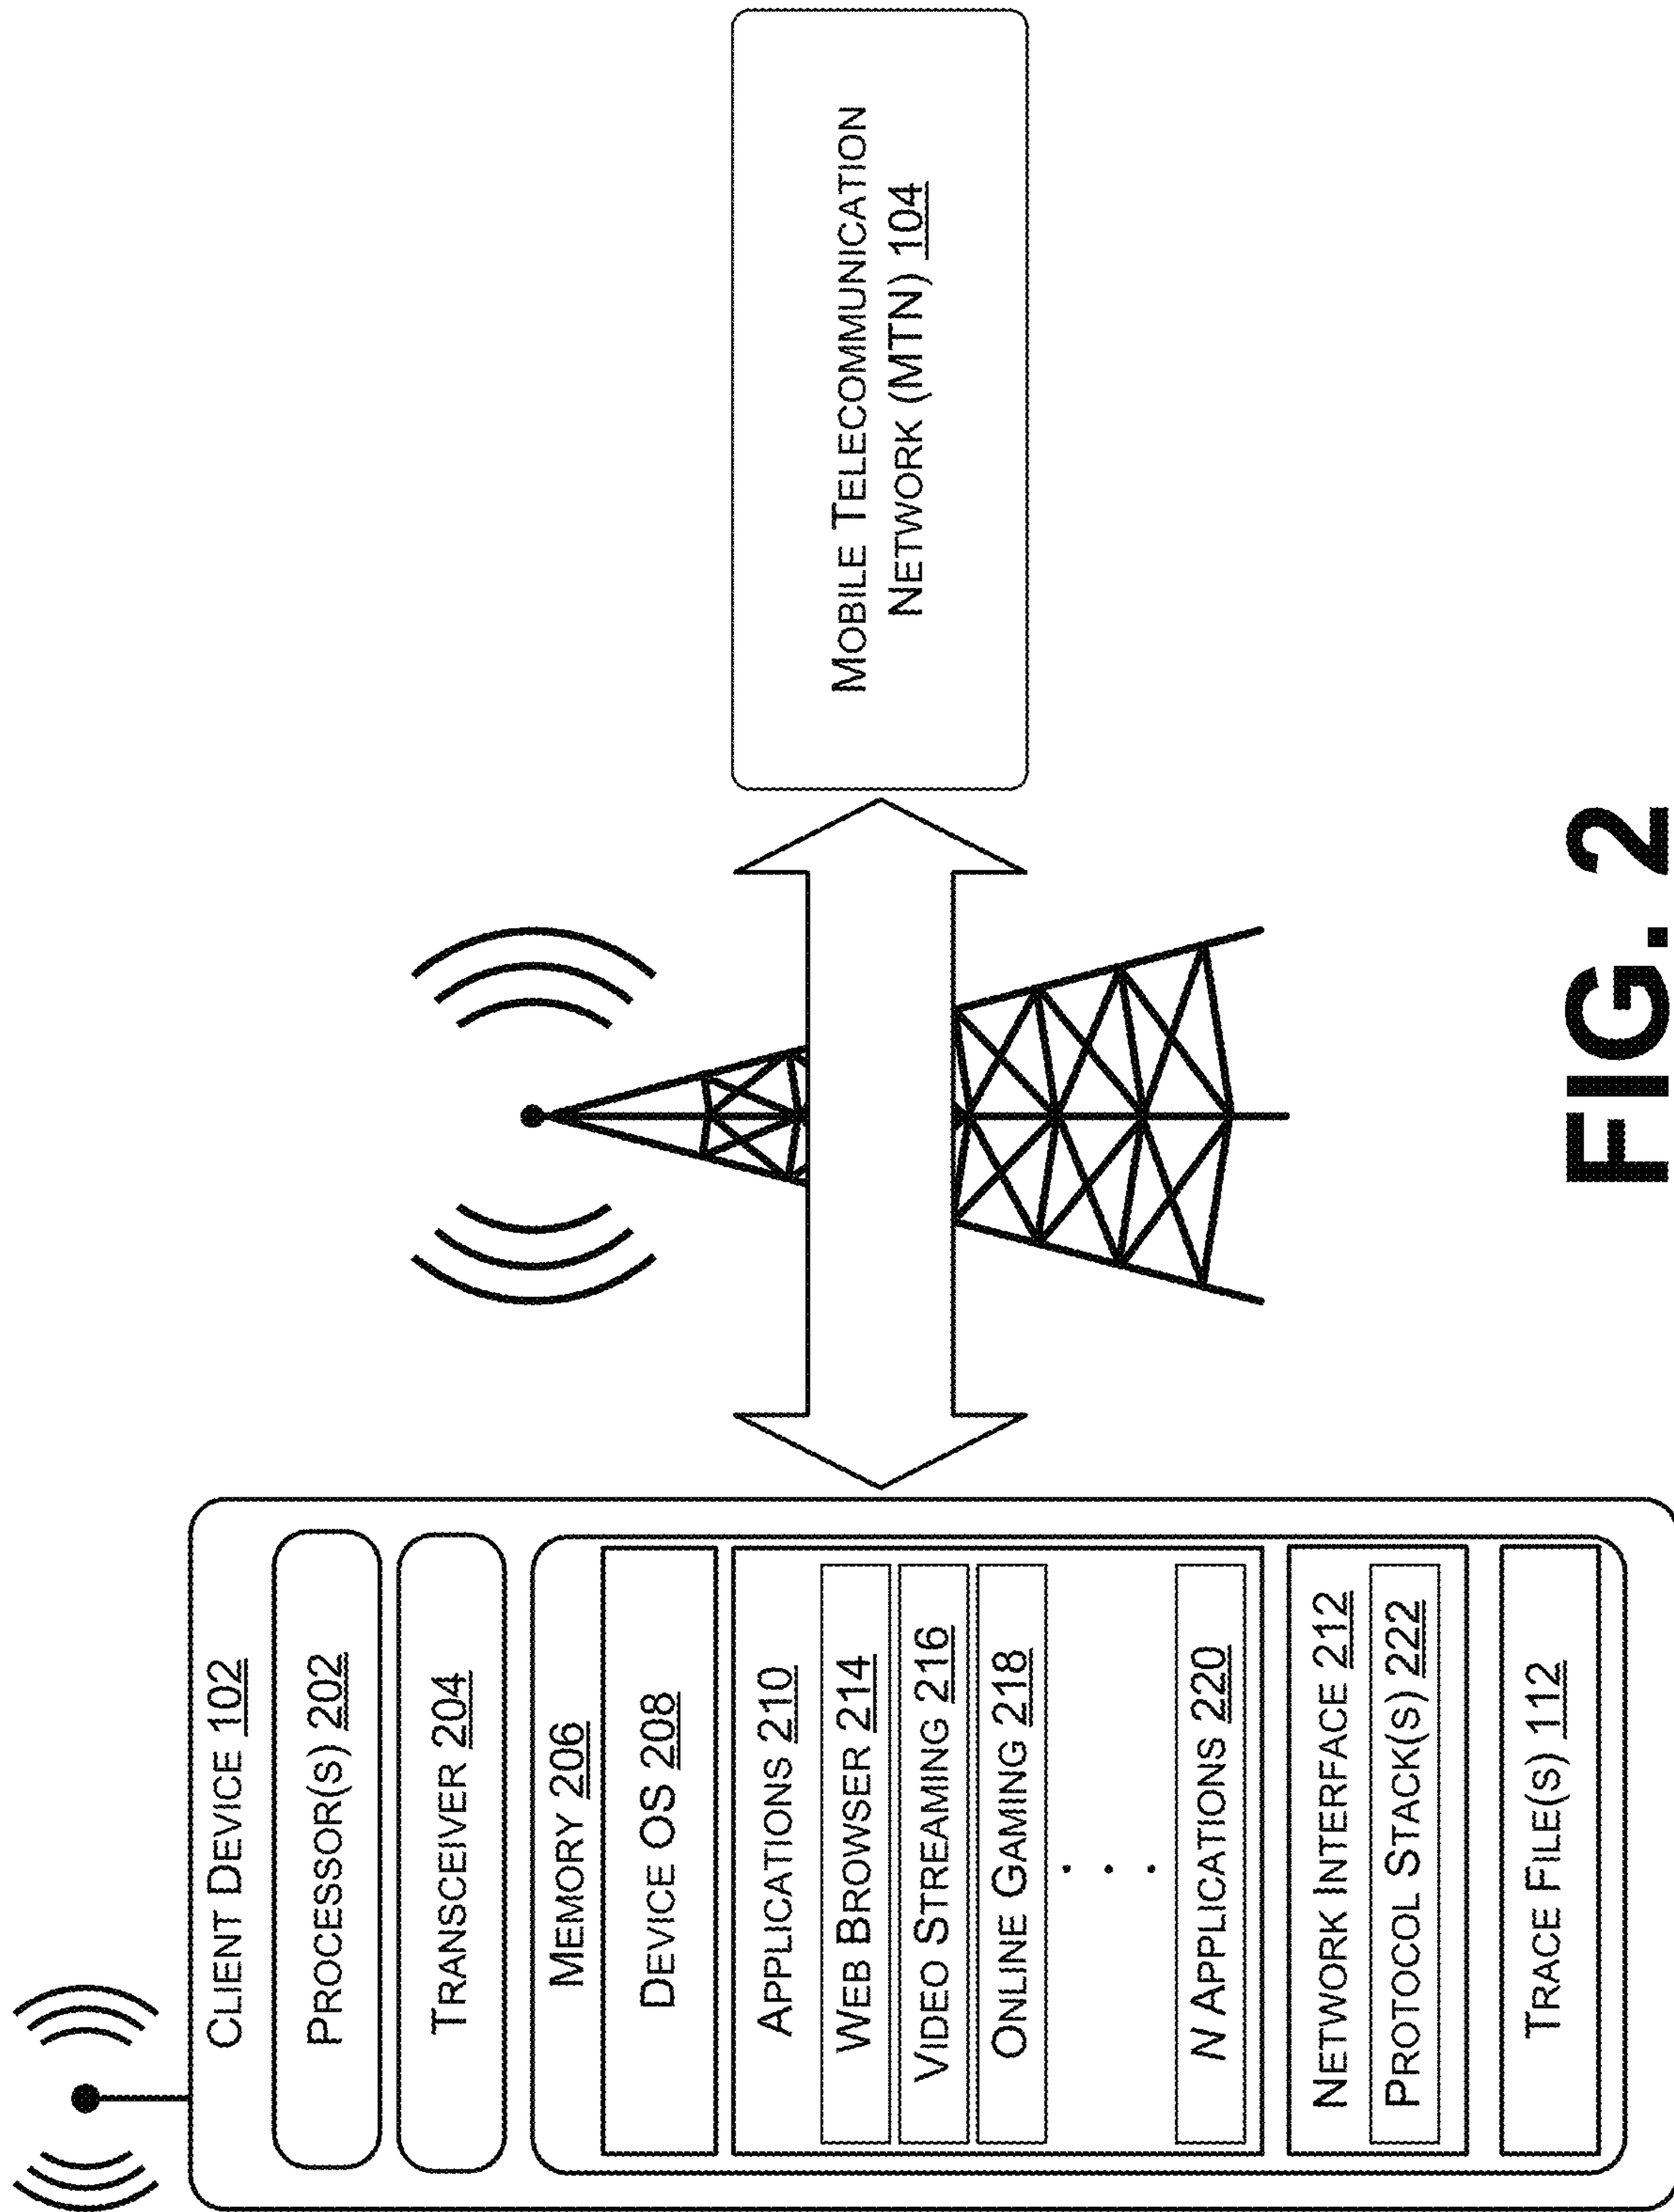 CLIENT DEVICE 102
PROCESSOR(S) 202
TRANSCEIVER 204
MEMORY 206
DEVICE OS 208
APPLICATIONS 210
WEB BROWSER 214
VIDEO STREAMING 216
ONLINE GAMING 218
. . .
N APPLICATIONS 220
NETWORK INTERFACE 212
PROTOCOL STACK(S) 222
TRACE FILE(S) 112
MOBILE TELECOMMUNICATION
NETWORK (MTN) 104
FIG. 2